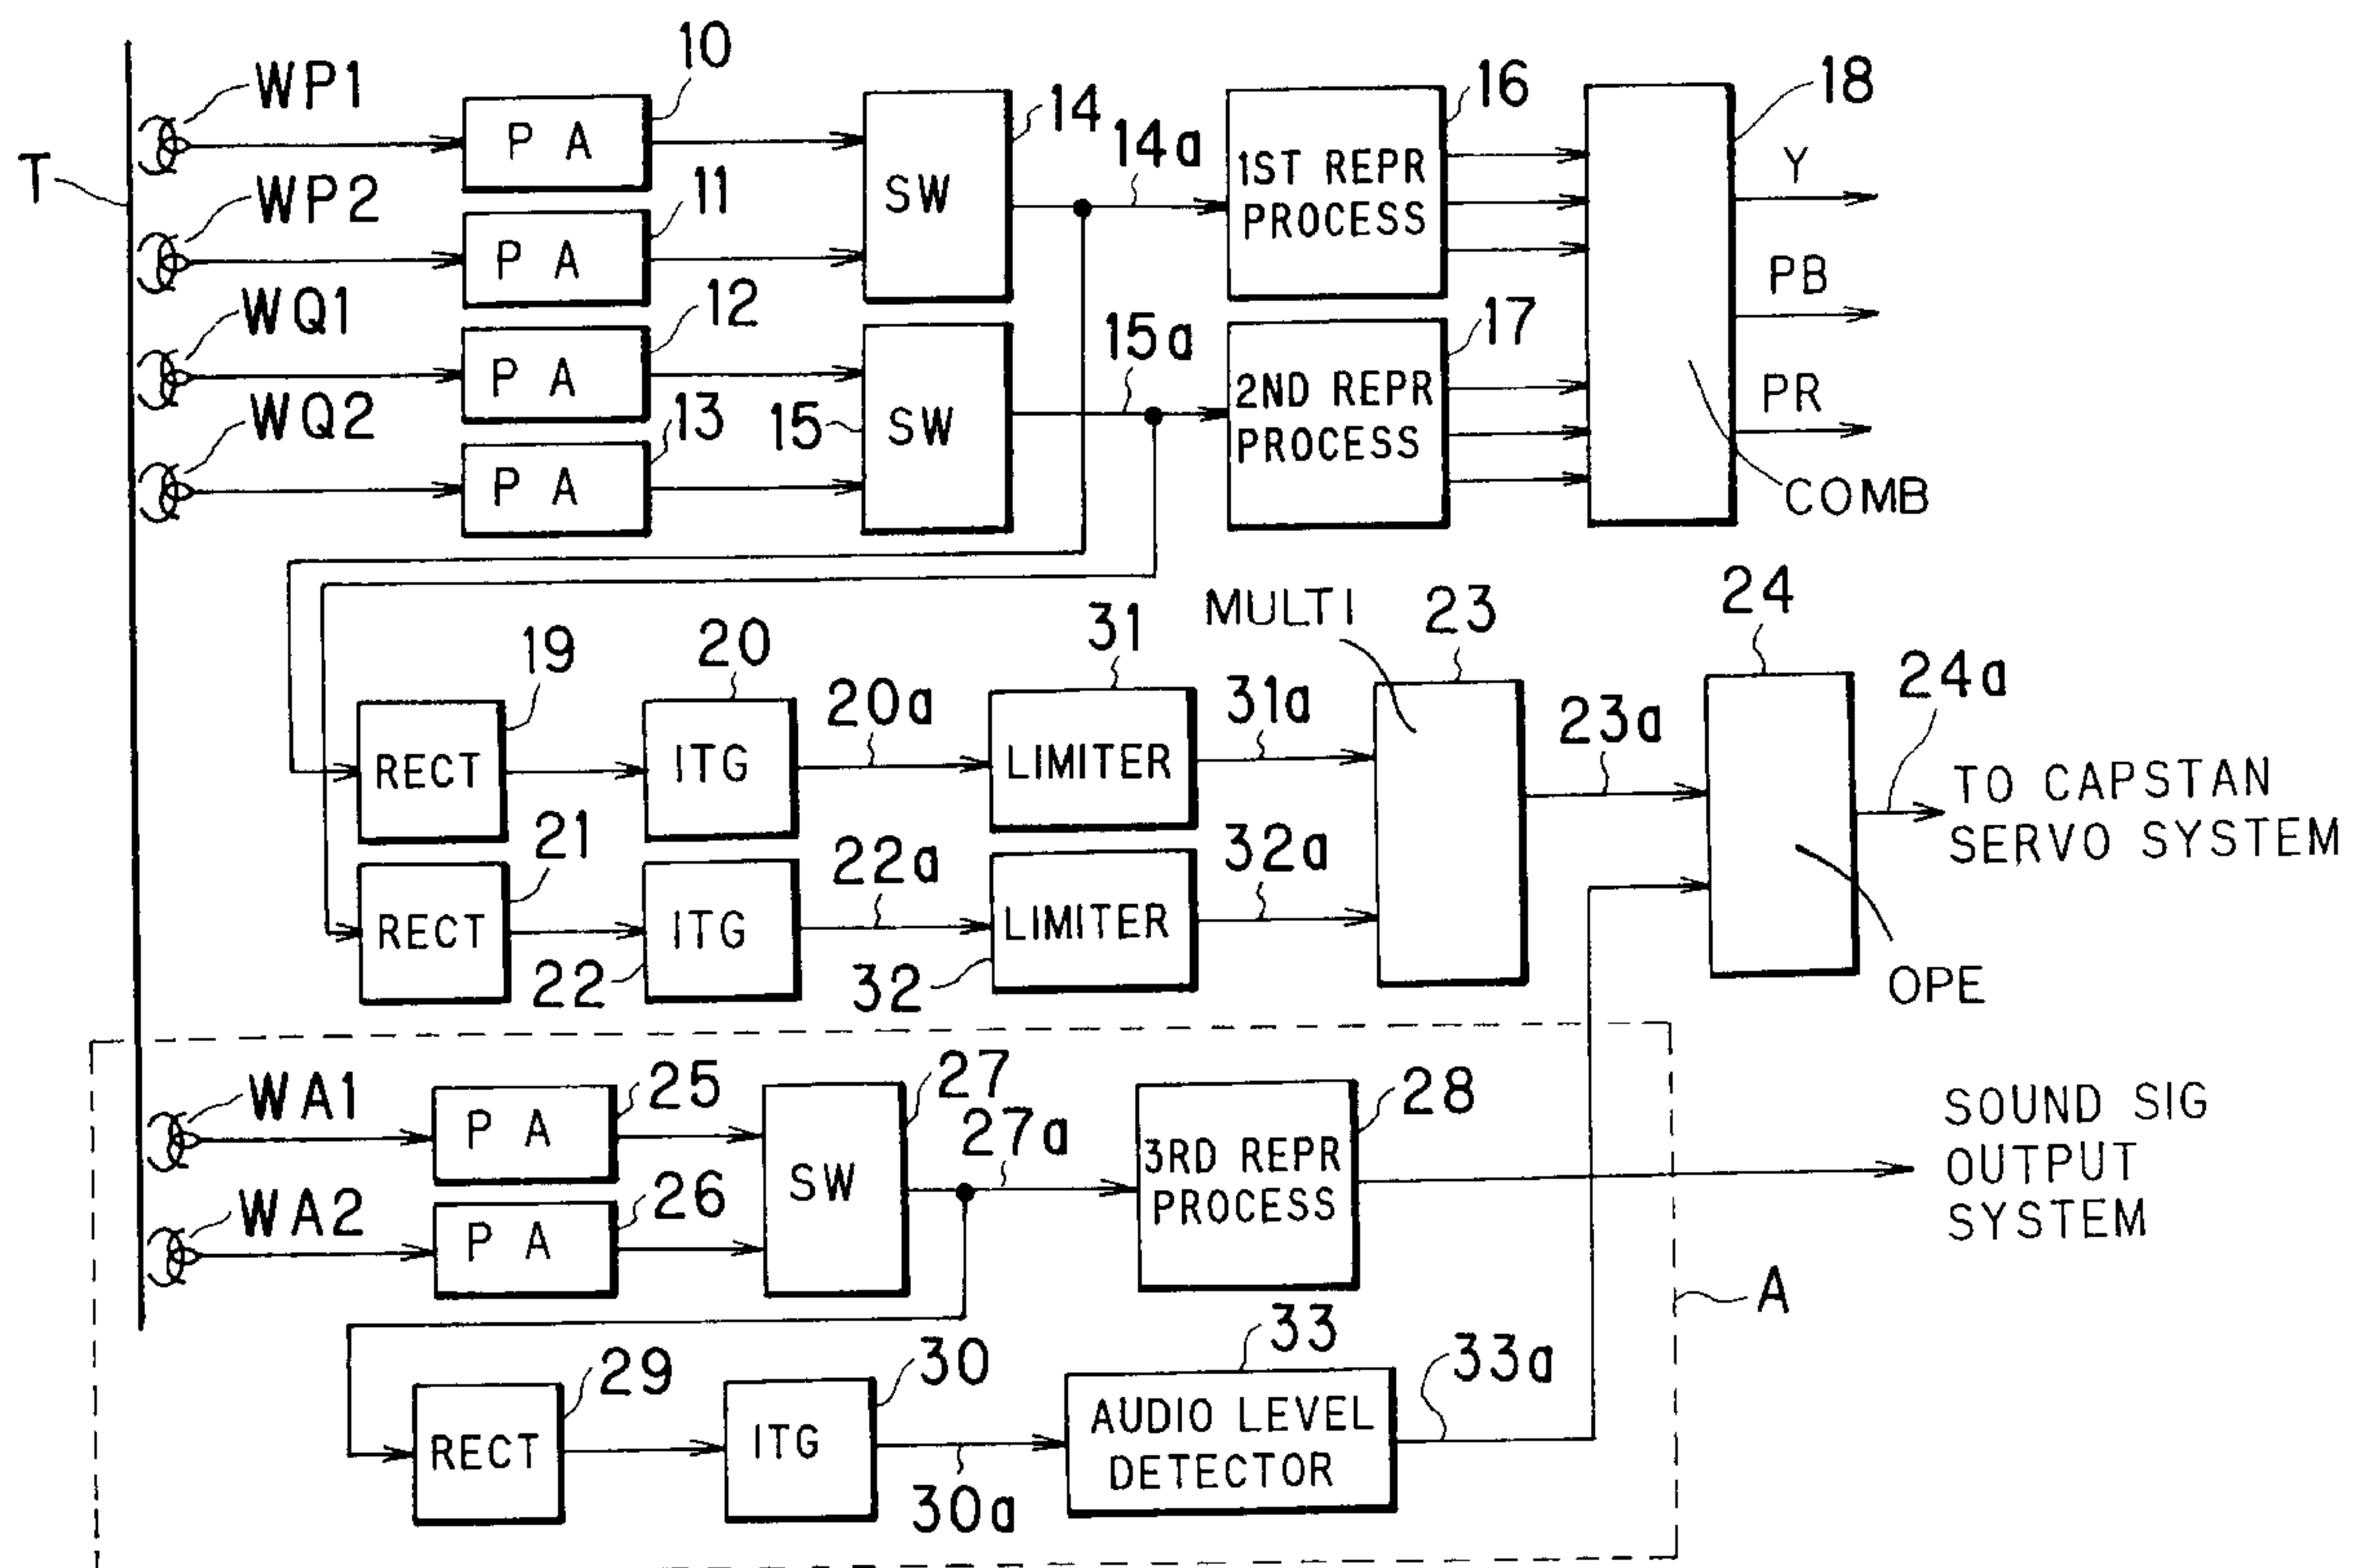 T
WP1
WP2
WQ1
WQ2
10
P A
11
P A
12
P A
13
P A
14
SW
15
SW
14a
15a
16
1ST REPR
PROCESS
17
2ND REPR
PROCESS
18
COMB
Y
PB
PR
19
RECT
20
ITG
20a
31
LIMITER
31a
MULTI
23
23a
24
24a
TO CAPSTAN
SERVO SYSTEM
OPE
21
RECT
22
ITG
22a
32
LIMITER
32a
WA1
WA2
25
P A
26
P A
27
SW
27a
28
3RD REPR
PROCESS
SOUND SIG
OUTPUT
SYSTEM
A
29
RECT
30
ITG
30a
33
AUDIO LEVEL
DETECTOR
33a